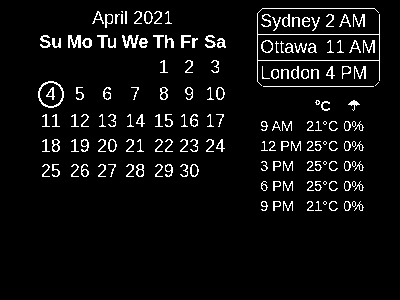 April 2021
Su Mo Tu We Th Fr Sa
1 2 3
4 5 6 7 8 9 10
11 12 13 14 15 16 17
18 19 20 21 22 23 24
25 26 27 28 29 30
Sydney 2 AM
Ottawa 11 AM
London 4 PM
°C ☂
9 AM 21°C 0%
12 PM 25°C 0%
3 PM 25°C 0%
6 PM 25°C 0%
9 PM 21°C 0%